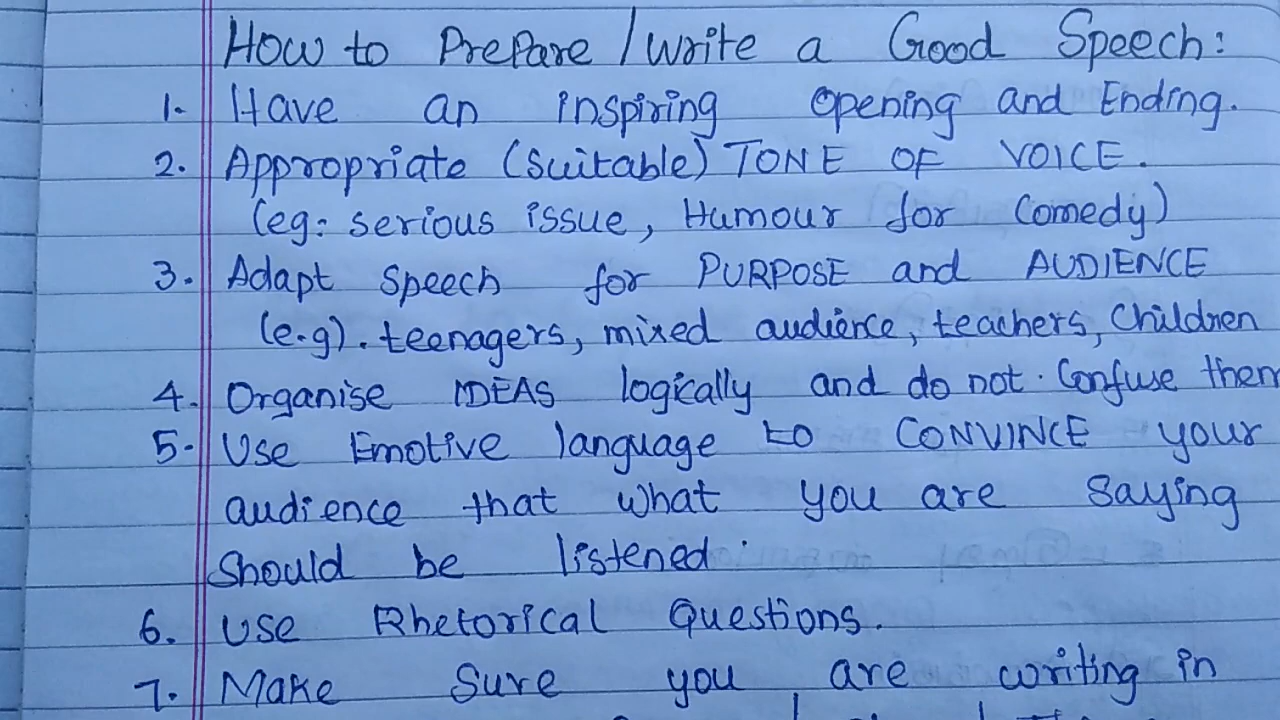 How to Prepare / Write a Good Speech:
1. Have an inspiring opening and Ending.
2. Appropriate (suitable) TONE OF VOICE.
(eg: serious issue, Humour for Comedy)
3. Adapt speech for PURPOSE and AUDIENCE
(e.g). teenagers, mixed audience, teachers, Children
4. Organise IDEAS logically and do not. Confuse them
5. Use Emotive language to CONVINCE your
audience that what you are saying
should be listened.
6. Use Rhetorical Questions.
7. Make sure you are writing in